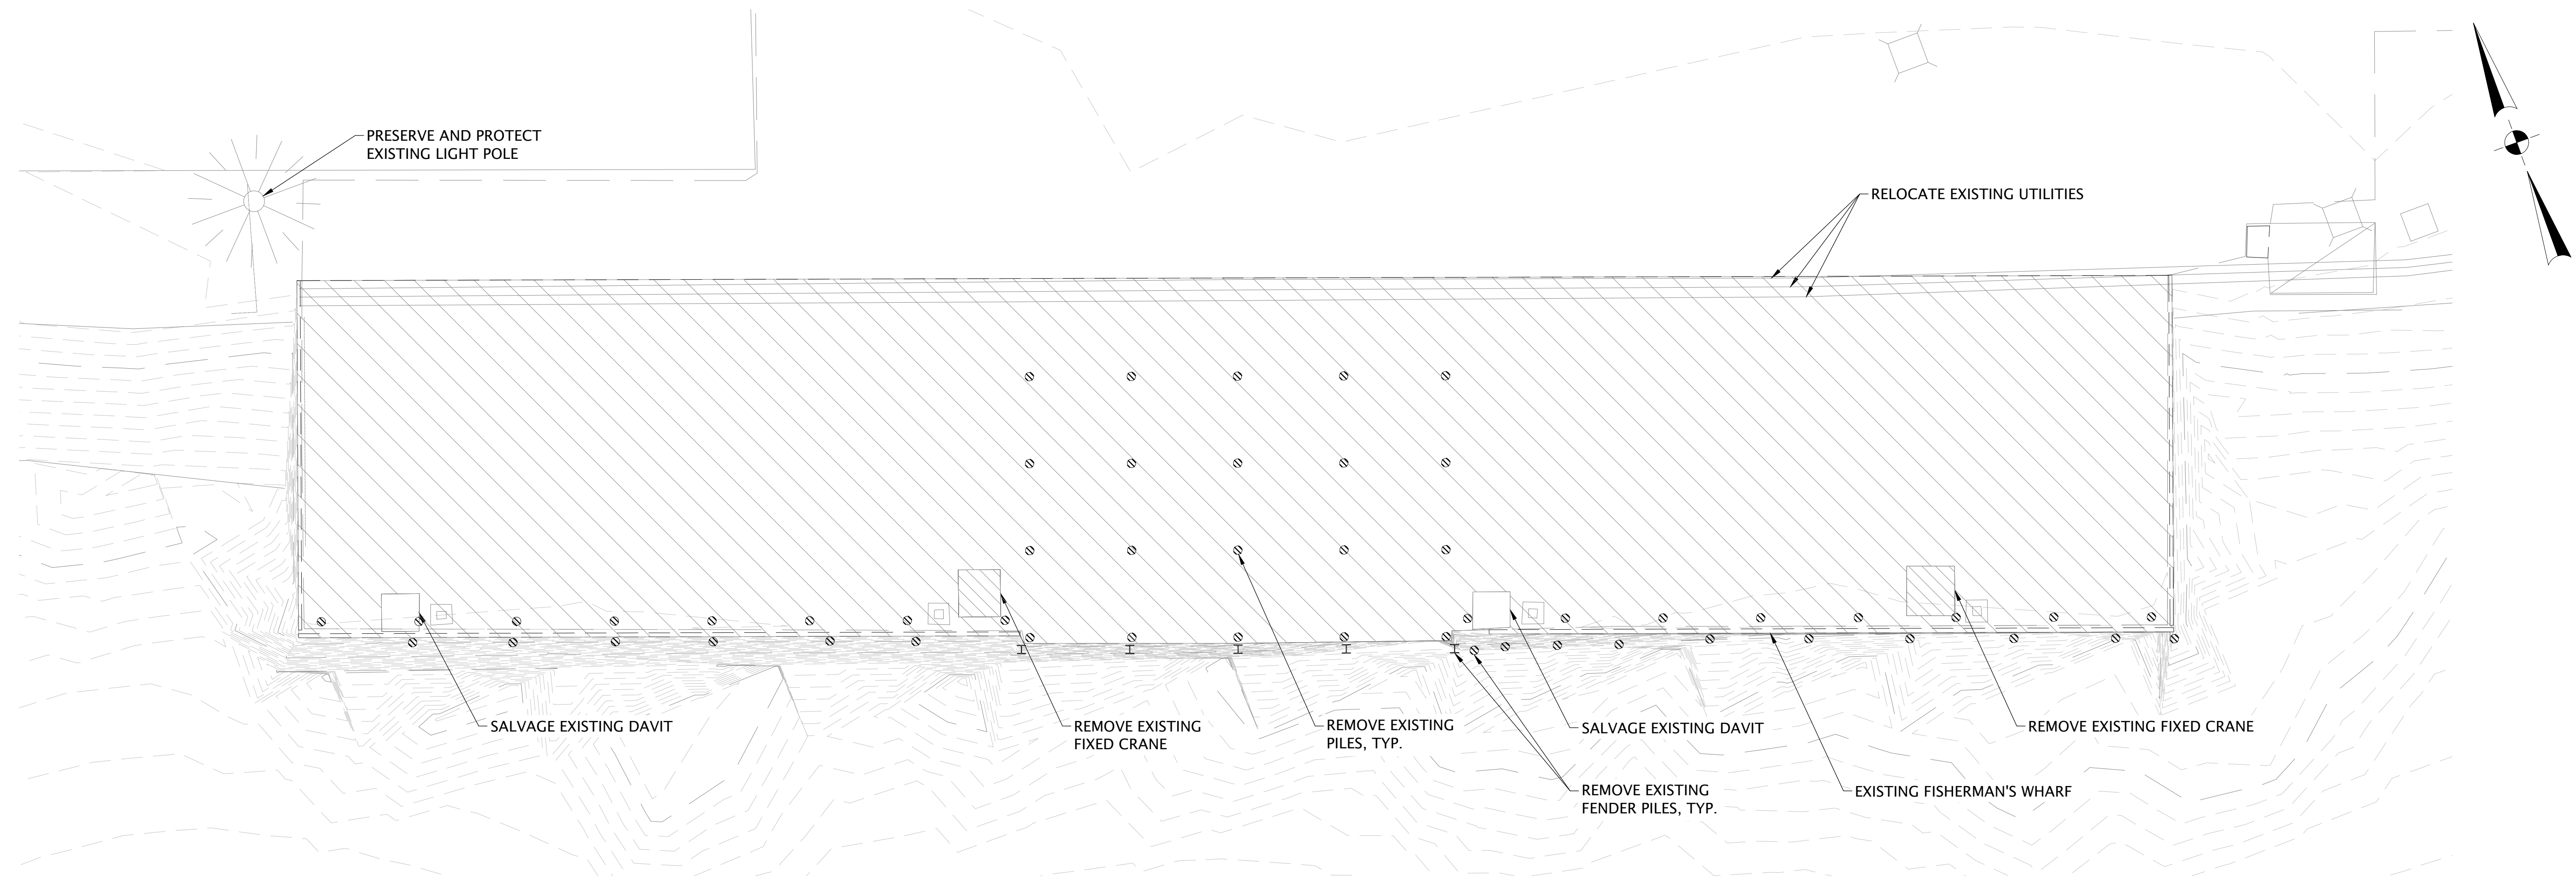 PRESERVE AND PROTECT
EXISTING LIGHT POLE
RELOCATE EXISTING UTILITIES
SALVAGE EXISTING DAVIT
REMOVE EXISTING
FIXED CRANE
REMOVE EXISTING
PILES, TYP.
SALVAGE EXISTING DAVIT
REMOVE EXISTING FIXED CRANE
REMOVE EXISTING
FENDER PILES, TYP.
EXISTING FISHERMAN'S WHARF